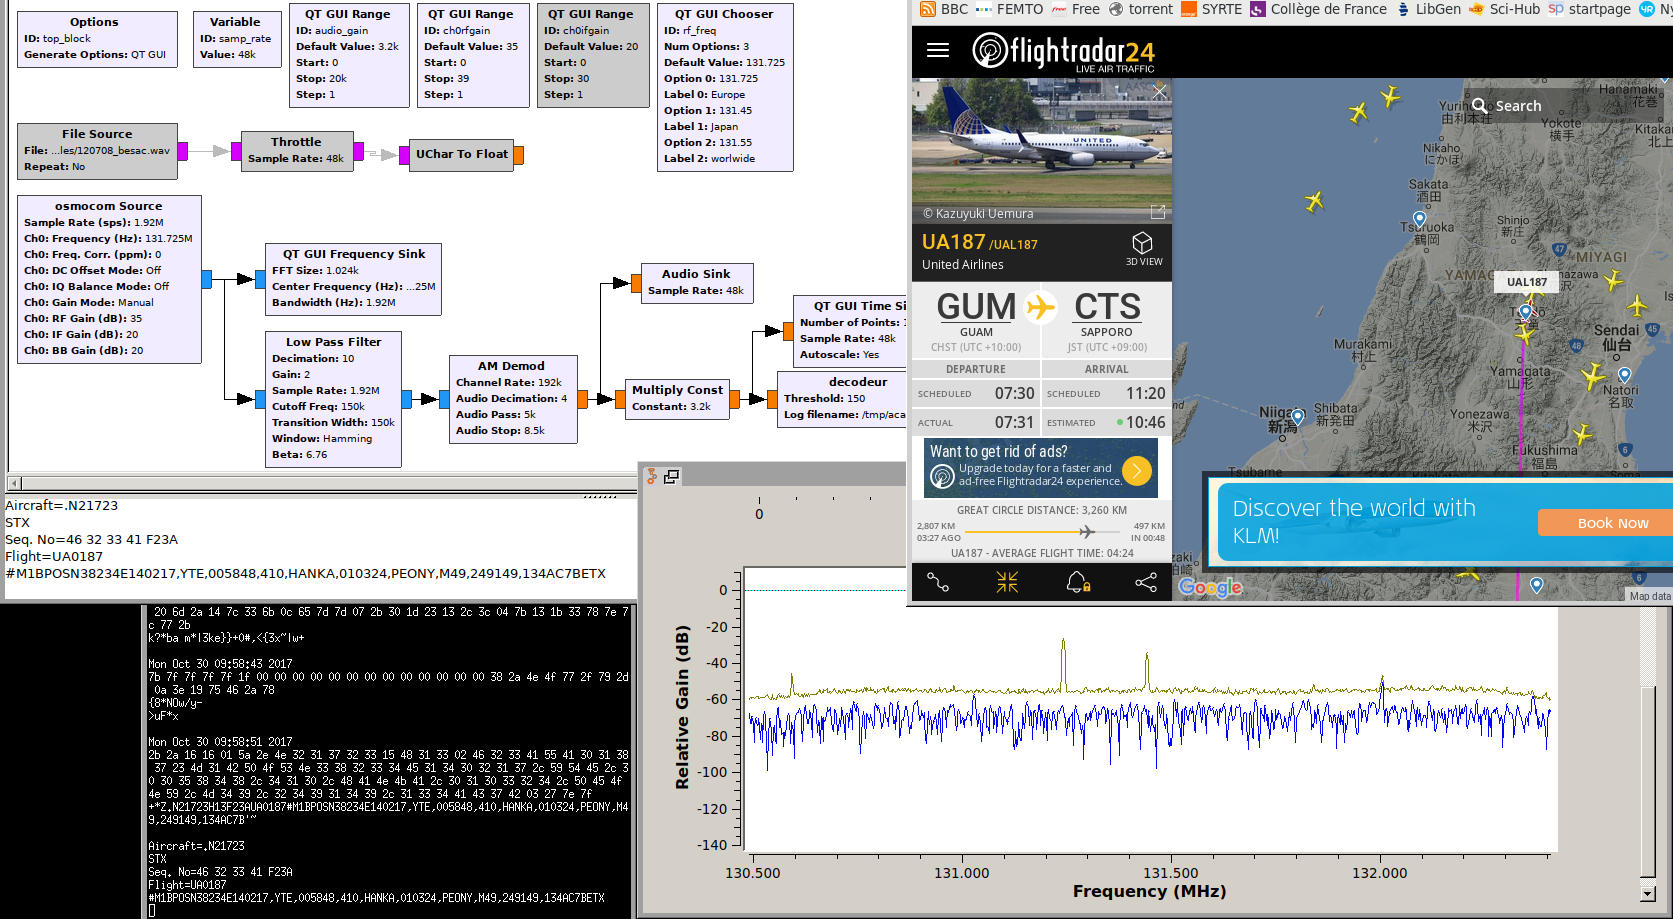 Options
ID: top_block
Generate Options: QT GUI
Variable
ID: samp_rate
Value: 48k
QT GUI Range
ID: audio_gain
Default Value: 3.2k
Start: 0
Stop: 20k
Step: 1
QT GUI Range
ID: ch0rfgain
Default Value: 35
Start: 0
Stop: 39
Step: 1
QT GUI Range
ID: ch0ifgain
Default Value: 20
Start: 0
Stop: 30
Step: 1
QT GUI Chooser
ID: rf_freq
Num Options: 3
Default Value: 131.725
Option 0: 131.725
Label 0: Europe
Option 1: 131.45
Label 1: Japan
Option 2: 131.55
Label 2: worlwide
File Source
File: ...les/120708_besac.wav
Repeat: No
Throttle
Sample Rate: 48k
UChar To Float
osmocom Source
Sample Rate (sps): 1.92M
Ch0: Frequency (Hz): 131.725M
Ch0: Freq. Corr. (ppm): 0
Ch0: DC Offset Mode: Off
Ch0: IQ Balance Mode: Off
Ch0: Gain Mode: Manual
Ch0: RF Gain (dB): 35
Ch0: IF Gain (dB): 20
Ch0: BB Gain (dB): 20
QT GUI Frequency Sink
FFT Size: 1.024k
Center Frequency (Hz): ...25M
Bandwidth (Hz): 1.92M
Low Pass Filter
Decimation: 10
Gain: 2
Sample Rate: 1.92M
Cutoff Freq: 150k
Transition Width: 150k
Window: Hamming
Beta: 6.76
AM Demod
Channel Rate: 192k
Audio Decimation: 4
Audio Pass: 5k
Audio Stop: 8.5k
Audio Sink
Sample Rate: 48k
Multiply Const
Constant: 3.2k
QT GUI Time Si
Number of Points: 1
Sample Rate: 48k
Autoscale: Yes
decodeur
Threshold: 150
Log filename: /tmp/aca
Aircraft=.N21723
STX
Seq. No=46 32 33 41 F23A
Flight=UA0187
#M1BPOSN38234E140217,YTE,005848,410,HANKA,010324,PEONY,M49,249149,134AC7BETX
20 6d 2a 14 7c 33 6b 0c 65 7d 7d 07 2b 30 1d 23 13 2c 3c 04 7b 13 1b 33 78 7e 7
c 77 2b
k?*ba m*|3ke}}+0#,<{3x~|w+
Mon Oct 30 09:58:43 2017
7b 7f 7f 7f 7f 1f 00 00 00 00 00 00 00 00 00 00 00 00 00 00 38 2a 4e 4f 77 2f 79 2d
0a 3e 19 75 46 2a 78
{8*NOw/y-
>uF*x
Mon Oct 30 09:58:51 2017
2b 2a 16 16 01 5a 2e 4e 32 31 37 32 33 15 48 31 33 02 46 32 33 41 55 41 30 31 38
37 23 4d 31 42 50 4f 53 4e 33 38 32 33 34 45 31 34 30 32 31 37 2c 59 54 45 2c 3
0 30 35 38 34 38 2c 34 31 30 2c 48 41 4e 4b 41 2c 30 31 30 33 32 34 2c 50 45 4f
4e 59 2c 4d 34 39 2c 32 34 39 31 34 39 2c 31 33 34 41 43 37 42 03 27 7e 7f
+*Z.N21723H13F23AUA0187#M1BPOSN38234E140217,YTE,005848,410,HANKA,010324,PEONY,M4
9,249149,134AC7B'~
Aircraft=.N21723
STX
Seq. No=46 32 33 41 F23A
Flight=UA0187
#M1BPOSN38234E140217,YTE,005848,410,HANKA,010324,PEONY,M49,249149,134AC7BETX
0
Relative Gain (dB)
0
-20
-40
-60
-80
-100
-120
-140
130.500
131.000
131.500
132.000
Frequency (MHz)
BBC
FEMTO
Free
torrent
SYRTE
Collège de France
LibGen
Sci-Hub
startpage
Ny
flightradar24
LIVE AIR TRAFFIC
UNITED
© Kazuyuki Uemura
UA187 /UAL187
United Airlines
3D VIEW
GUM
GUAM
CHST (UTC +10:00)
CTS
SAPPORO
JST (UTC +09:00)
DEPARTURE
ARRIVAL
SCHEDULED 07:30
SCHEDULED 11:20
ACTUAL 07:31
ESTIMATED 10:46
Want to get rid of ads?
Upgrade today for a faster and
ad-free Flightradar24 experience.
GREAT CIRCLE DISTANCE: 3,260 KM
2,807 KM
03:27 AGO
497 KM
IN 00:48
UA187 - AVERAGE FLIGHT TIME: 04:24
Search
Hanamaki
花巻
由利本荘
Yokote
横手
Kitaka
北上
Nikaho
にかほ
Sakata
酒田
Shinjo
新庄
Tsuruoka
鶴岡
47
MIYAGI
UAL187
45
Sendai
仙台
48
Murakami
村上
Yamagata
山形
Natori
名取
Niigata
新潟
Shibata
新発田
Yonezawa
米沢
6
Fukushima
福島
Tsubame
Soma
Discover the world with
KLM!
Book Now
6
Google
Map data